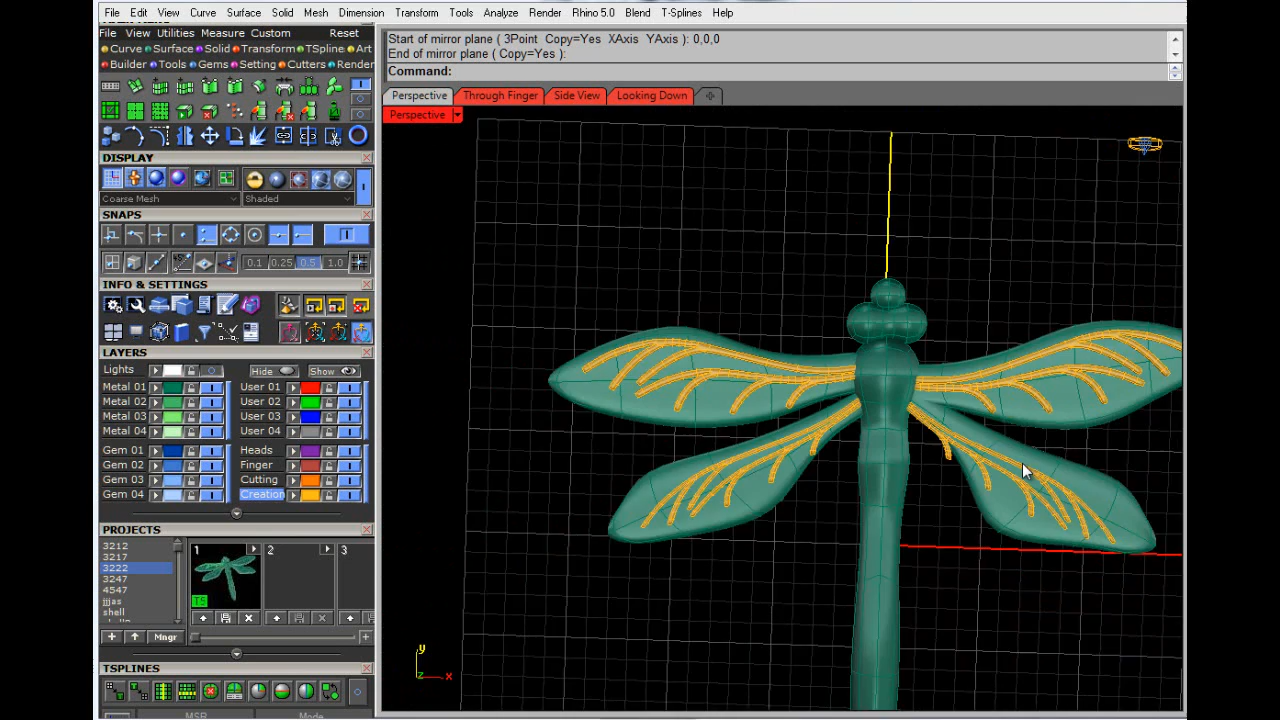 File Edit View Curve Surface Solid Mesh Dimension Transform Tools Analyze Render Rhino 5.0 Blend T-Splines Help
File View Utilities Measure Custom Reset
Curve Surface Solid Transform TSpline Art
Builder Tools Gems Setting Cutters Render
Start of mirror plane ( 3Point Copy=Yes XAxis YAxis ): 0,0,0
End of mirror plane ( Copy=Yes ):
Command:
Perspective Through Finger Side View Looking Down
Perspective
DISPLAY
Coarse Mesh Shaded
SNAPS
0.1 0.25 0.5 1.0
INFO & SETTINGS
LAYERS
Lights Hide Show
Metal 01 User 01
Metal 02 User 02
Metal 03 User 03
Metal 04 User 04
Gem 01 Heads
Gem 02 Finger
Gem 03 Cutting
Gem 04 Creation
PROJECTS
3212
3217
3222
3247
4547
jjjas
shell
1 2 3
TS
Mngr
TSPLINES
MSR Mode
y
z x